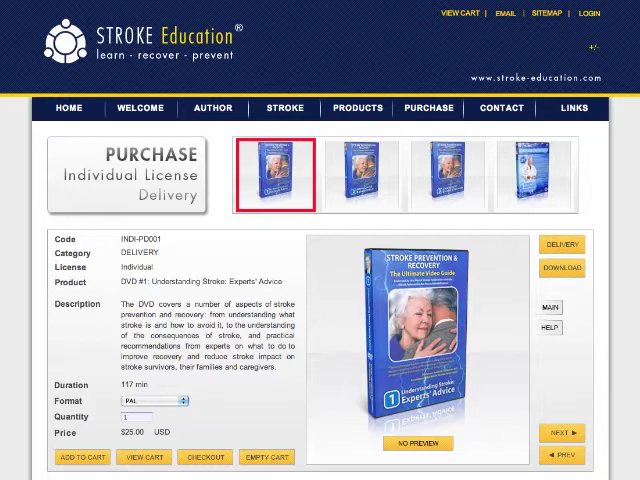 VIEW CART | EMAIL | SITEMAP | LOGIN
STROKE Education®
learn - recover - prevent
+/-
www.stroke-education.com
HOME WELCOME AUTHOR STROKE PRODUCTS PURCHASE CONTACT LINKS
PURCHASE
Individual License
Delivery
Code INDI-PD001
Category DELIVERY
License Individual
Product DVD #1: Understanding Stroke: Experts' Advice
Description The DVD covers a number of aspects of stroke
prevention and recovery: from understanding what
stroke is and how to avoid it, to the understanding
of the consequences of stroke, and practical
recommendations from experts on what to do to
improve recovery and reduce stroke impact on
stroke survivors, their families and caregivers.
Duration 117 min
Format PAL
Quantity 1
Price $25.00 USD
ADD TO CART VIEW CART CHECKOUT EMPTY CART
STROKE PREVENTION
& RECOVERY
The Ultimate Video Guide
1 Understanding Stroke:
Experts' Advice
NO PREVIEW
DELIVERY
DOWNLOAD
MAIN
HELP
NEXT ▶
◀ PREV